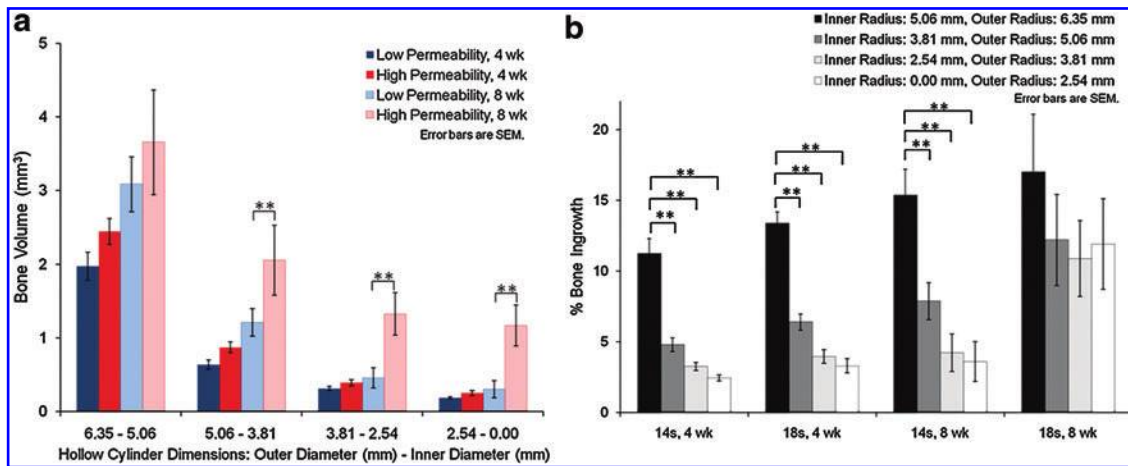 a
5
4
3
2
1
0
Bone Volume (mm³)
Low Permeability, 4 wk
High Permeability, 4 wk
Low Permeability, 8 wk
High Permeability, 8 wk
Error bars are SEM.
**
**
**
6.35 - 5.06
5.06 - 3.81
3.81 - 2.54
2.54 - 0.00
Hollow Cylinder Dimensions: Outer Diameter (mm) - Inner Diameter (mm)
b
Inner Radius: 5.06 mm, Outer Radius: 6.35 mm
Inner Radius: 3.81 mm, Outer Radius: 5.06 mm
Inner Radius: 2.54 mm, Outer Radius: 3.81 mm
Inner Radius: 0.00 mm, Outer Radius: 2.54 mm
Error bars are SEM.
20
15
10
5
0
% Bone Ingrowth
**
**
**
**
**
**
**
**
**
14s, 4 wk
18s, 4 wk
14s, 8 wk
18s, 8 wk